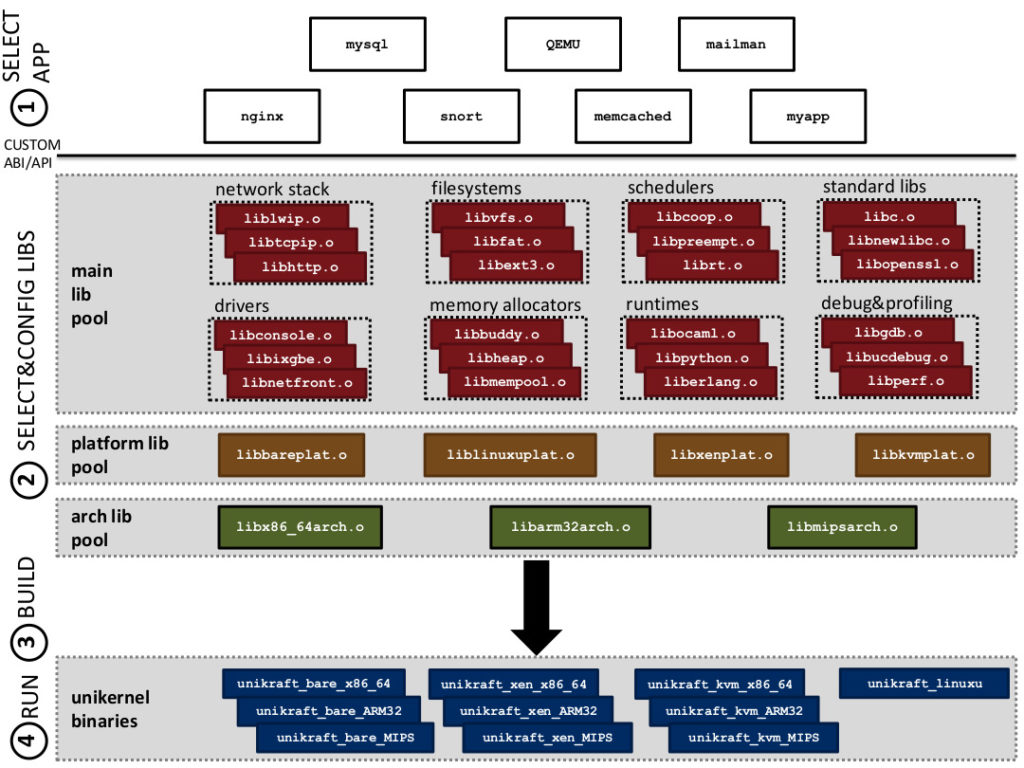 SELECT
APP
1
mysql
QEMU
mailman
nginx
snort
memcached
myapp
CUSTOM
ABI/API
SELECT&CONFIG LIBS
2
main
lib
pool
network stack
liblwip.o
libtcpip.o
libhttp.o
filesystems
libvfs.o
libfat.o
libext3.o
schedulers
libcoop.o
libpreempt.o
librt.o
standard libs
libc.o
libnewlibc.o
libopenssl.o
drivers
libconsole.o
libixgbe.o
libnetfront.o
memory allocators
libbuddy.o
libheap.o
libmempool.o
runtimes
libocaml.o
libpython.o
liberlang.o
debug&profiling
libgdb.o
libucdebug.o
libperf.o
platform lib
pool
libbareplat.o
liblinuxuplat.o
libxenplat.o
libkvmplat.o
arch lib
pool
libx86_64arch.o
libarm32arch.o
libmipsarch.o
3
BUILD
4
RUN
unikernel
binaries
unikraft_bare_x86_64
unikraft_bare_ARM32
unikraft_bare_MIPS
unikraft_xen_x86_64
unikraft_xen_ARM32
unikraft_xen_MIPS
unikraft_kvm_x86_64
unikraft_kvm_ARM32
unikraft_kvm_MIPS
unikraft_linuxu